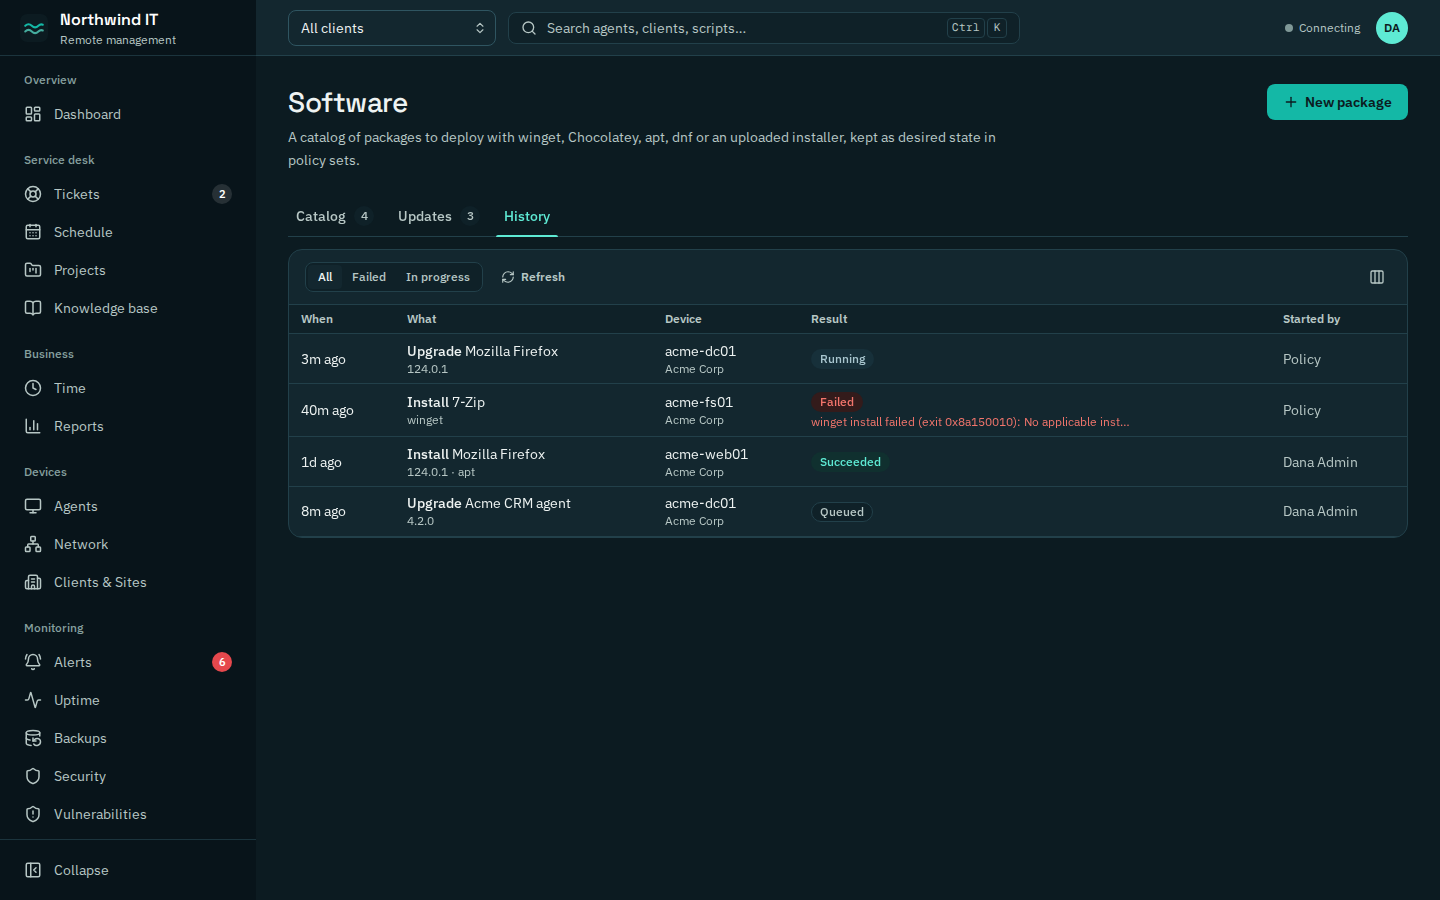 Northwind IT
Remote management
All clients
Search agents, clients, scripts...
Ctrl K
Connecting
DA
Overview
Dashboard
Service desk
Tickets 2
Schedule
Projects
Knowledge base
Business
Time
Reports
Devices
Agents
Network
Clients & Sites
Monitoring
Alerts 6
Uptime
Backups
Security
Vulnerabilities
Collapse
Software
New package
A catalog of packages to deploy with winget, Chocolatey, apt, dnf or an uploaded installer, kept as desired state in
policy sets.
Catalog 4 Updates 3 History
All Failed In progress Refresh
When What Device Result Started by
3m ago Upgrade Mozilla Firefox acme-dc01 Running Policy
124.0.1 Acme Corp
40m ago Install 7-Zip acme-fs01 Failed Policy
winget Acme Corp winget install failed (exit 0x8a150010): No applicable inst...
1d ago Install Mozilla Firefox acme-web01 Succeeded Dana Admin
124.0.1 · apt Acme Corp
8m ago Upgrade Acme CRM agent acme-dc01 Queued Dana Admin
4.2.0 Acme Corp